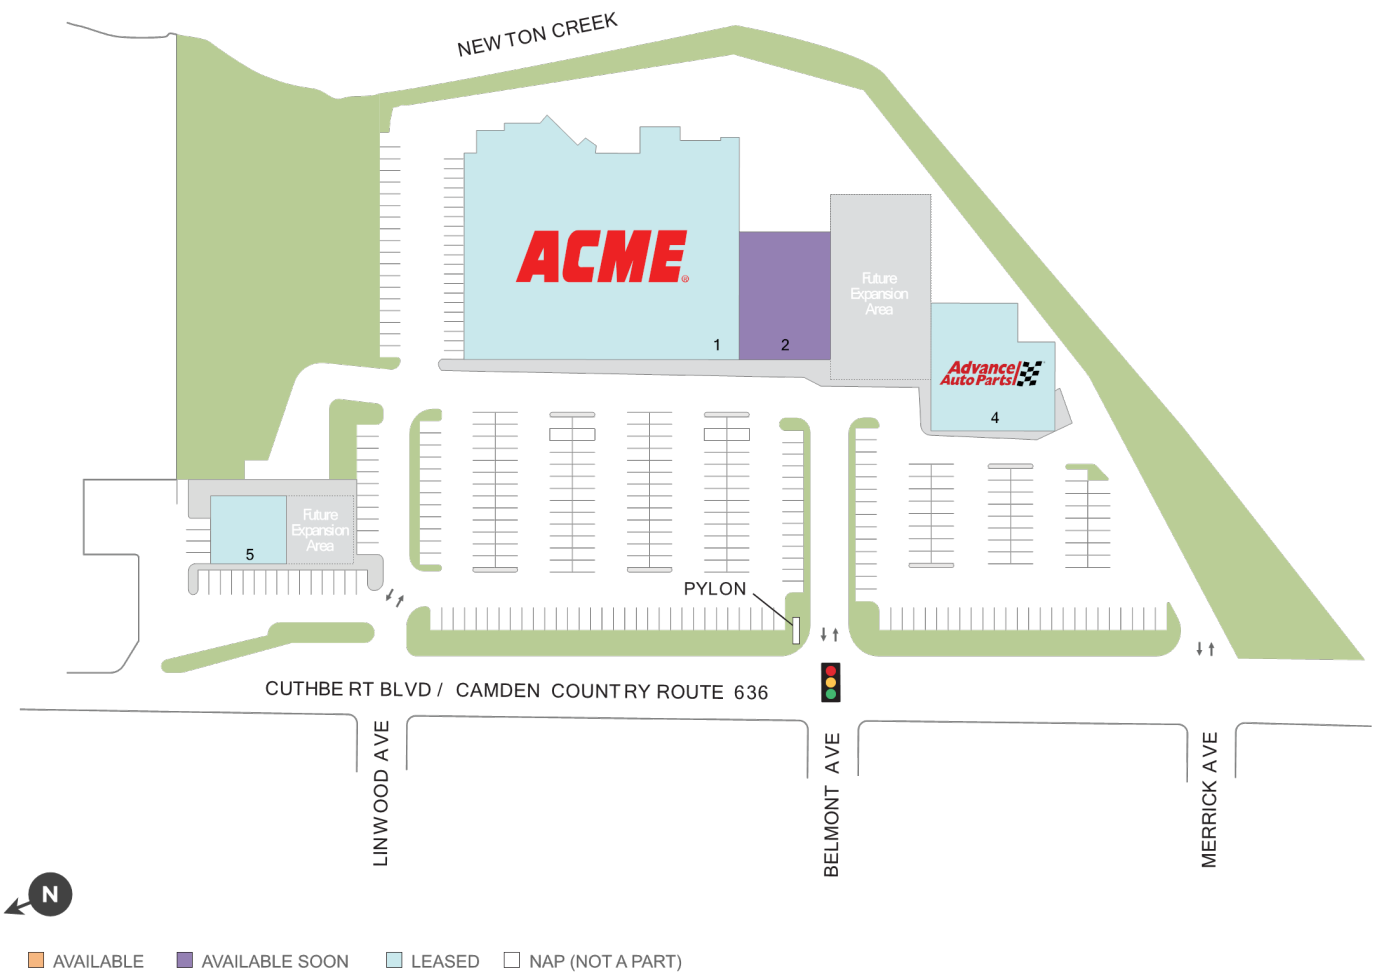 NEWTON CREEK
ACME®
Future
Expansion
Area
1
2
Advance
Auto Parts
4
Future
Expansion
Area
5
PYLON
CUTHBERT BLVD / CAMDEN COUNTRY ROUTE 636
LINWOOD AVE
BELMONT AVE
MERRICK AVE
N
AVAILABLE
AVAILABLE SOON
LEASED
NAP (NOT A PART)